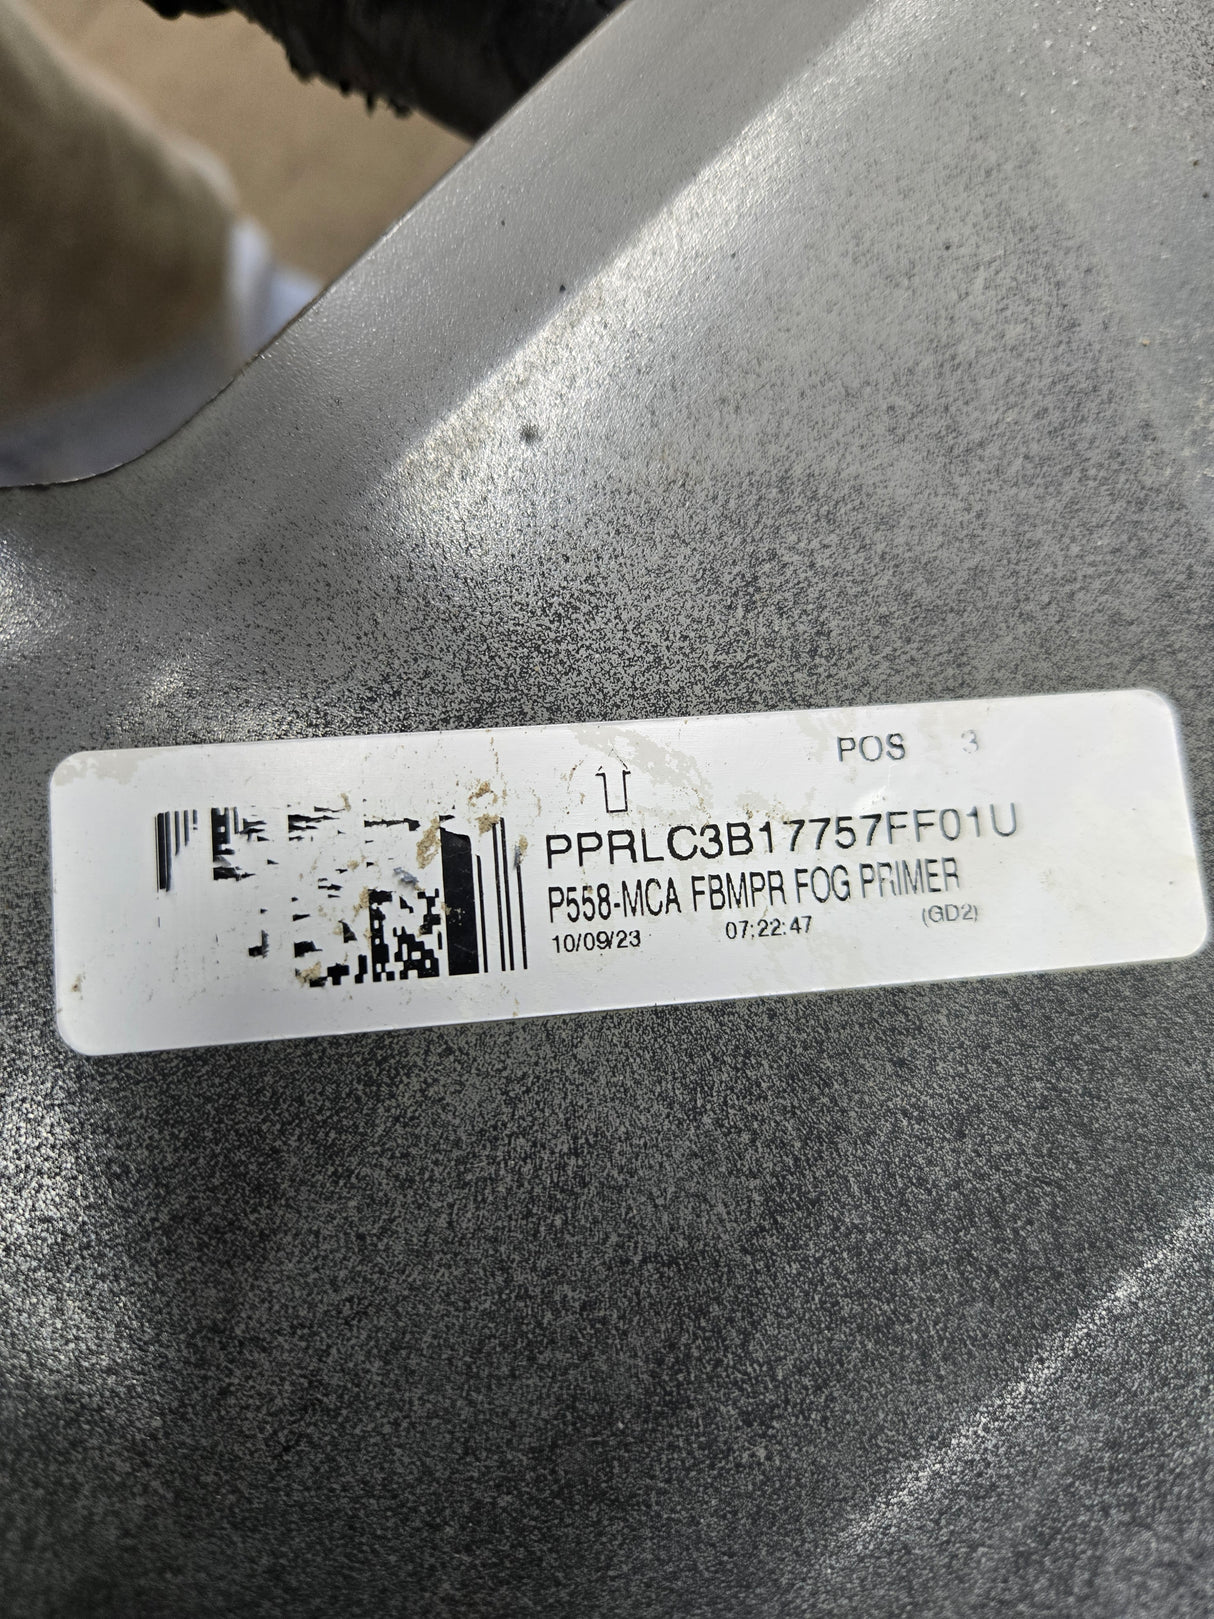 POS 3
PPRLC3B17757FF01U
P558-MCA FBMPR FOG PRIMER
10/09/23 07:22:47 (GD2)